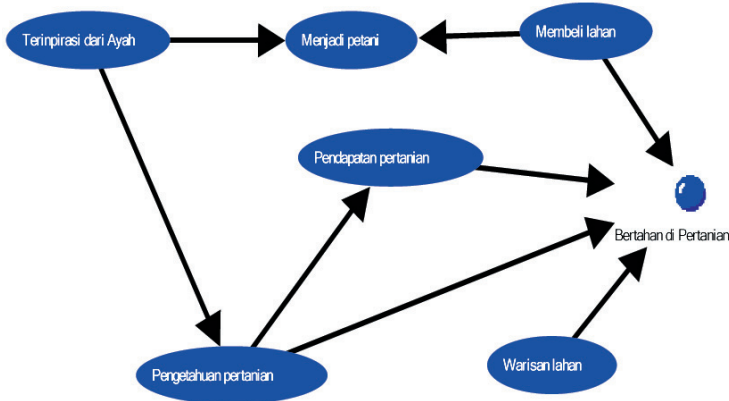 Terinpirasi dari Ayah
Menjadi petani
Membeli lahan
Pendapatan pertanian
Bertahan di Pertanian
Pengetahuan pertanian
Warisan lahan